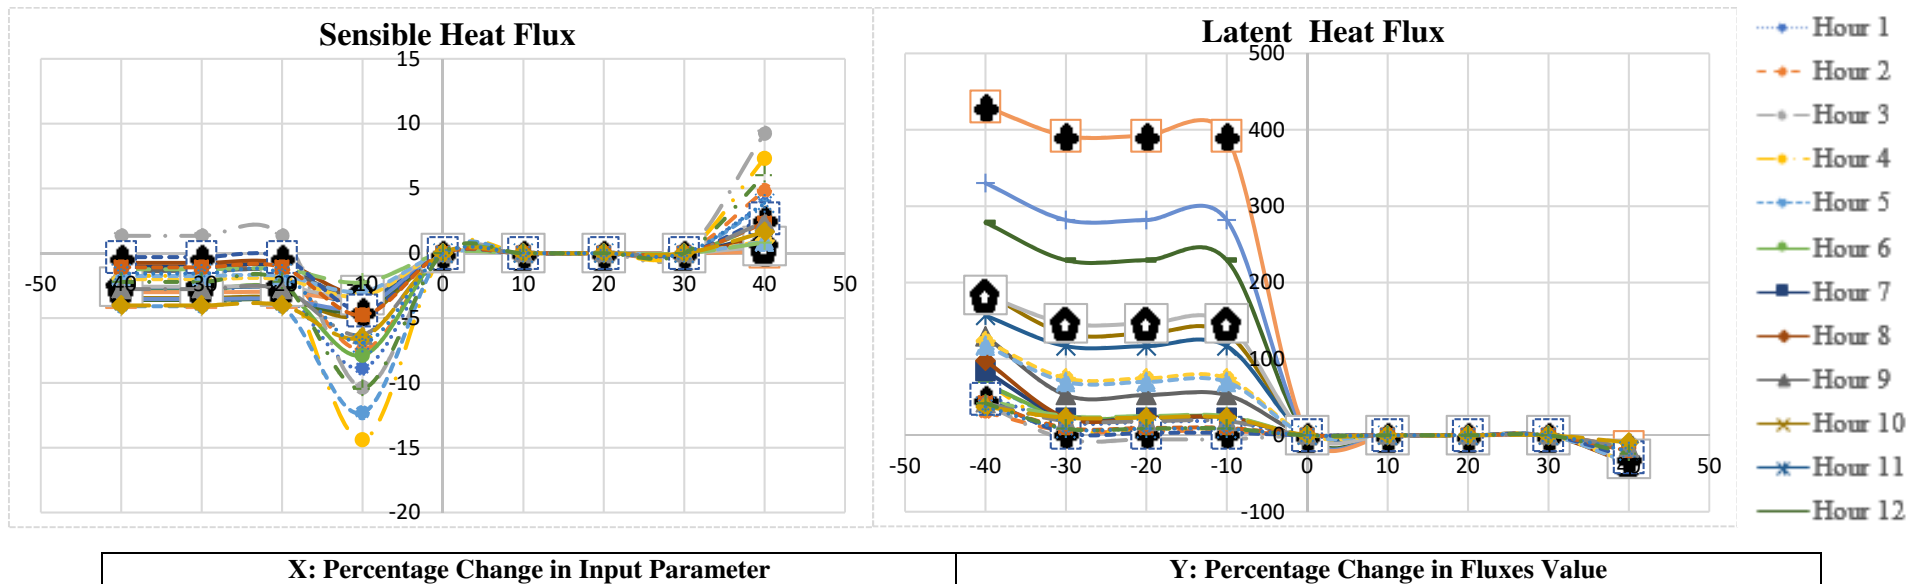 Sensible Heat Flux
15
10
5
0
-5
-10
-15
-20
-50 -40 -30 -20 -10 0 10 20 30 40 50
Latent Heat Flux
500
400
300
200
100
0
-100
-50 -40 -30 -20 -10 0 10 20 30 40 50
Hour 1
Hour 2
Hour 3
Hour 4
Hour 5
Hour 6
Hour 7
Hour 8
Hour 9
Hour 10
Hour 11
Hour 12
X: Percentage Change in Input Parameter
Y: Percentage Change in Fluxes Value